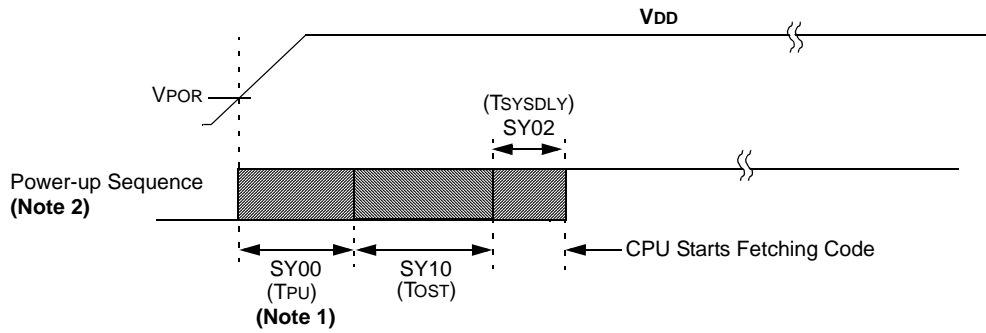 VDD
VPOR
(TSYSDLY)
SY02
Power-up Sequence
(Note 2)
CPU Starts Fetching Code
SY00
SY10
(TPU)
(TOST)
(Note 1)